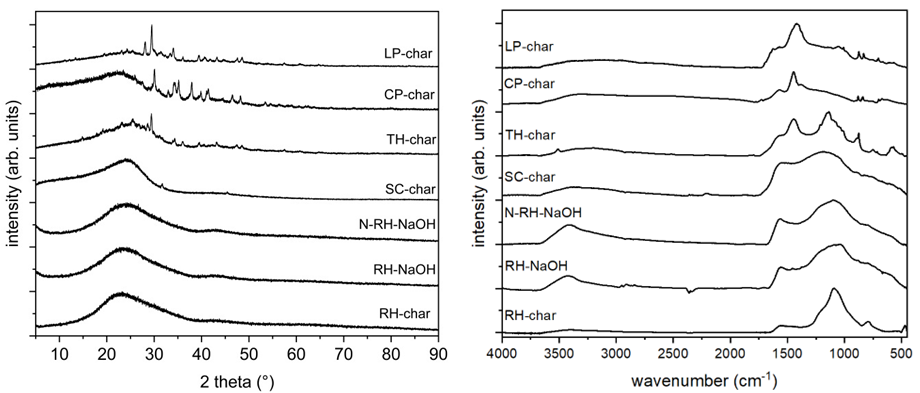 intensity (arb. units)
LP-char
CP-char
TH-char
SC-char
N-RH-NaOH
RH-NaOH
RH-char
10 20 30 40 50 60 70 80 90
2 theta (°)
intensity (arb. units)
LP-char
CP-char
TH-char
SC-char
N-RH-NaOH
RH-NaOH
RH-char
4000 3500 3000 2500 2000 1500 1000 500
wavenumber (cm⁻¹)